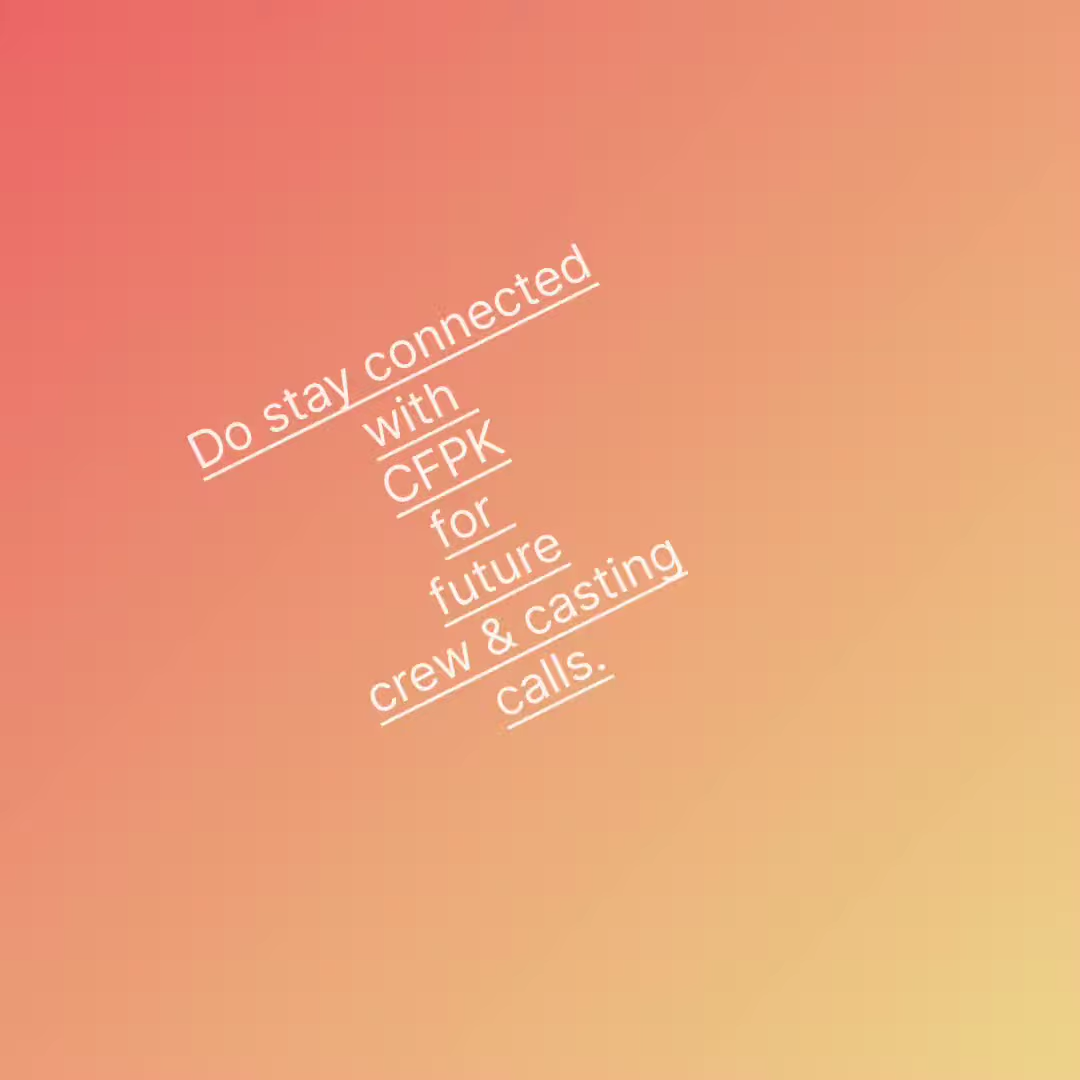 Do stay connected
with
CFPK
for
future
crew & casting
calls.